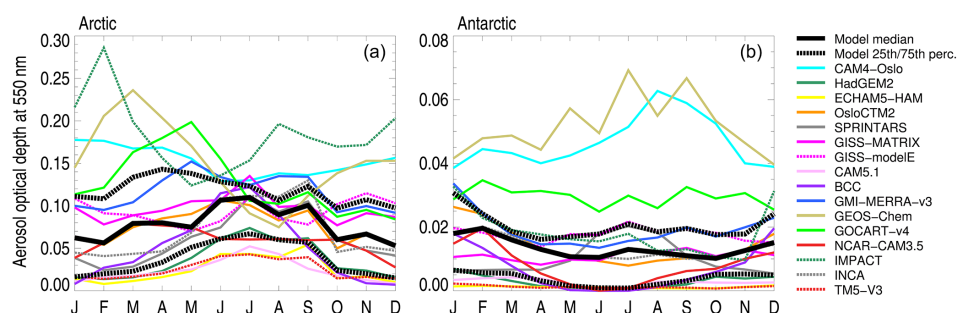 Arctic
Antarctic
Aerosol optical depth at 550 nm
0.30
0.25
0.20
0.15
0.10
0.05
0.00
(a)
J F M A M J J A S O N D
0.08
0.06
0.04
0.02
0.00
(b)
J F M A M J J A S O N D
Model median
Model 25th/75th perc.
CAM4-Oslo
HadGEM2
ECHAM5-HAM
OsloCTM2
SPRINTARS
GISS-MATRIX
GISS-modelE
CAM5.1
BCC
GMI-MERRA-v3
GEOS-Chem
GOCART-v4
NCAR-CAM3.5
IMPACT
INCA
TM5-V3